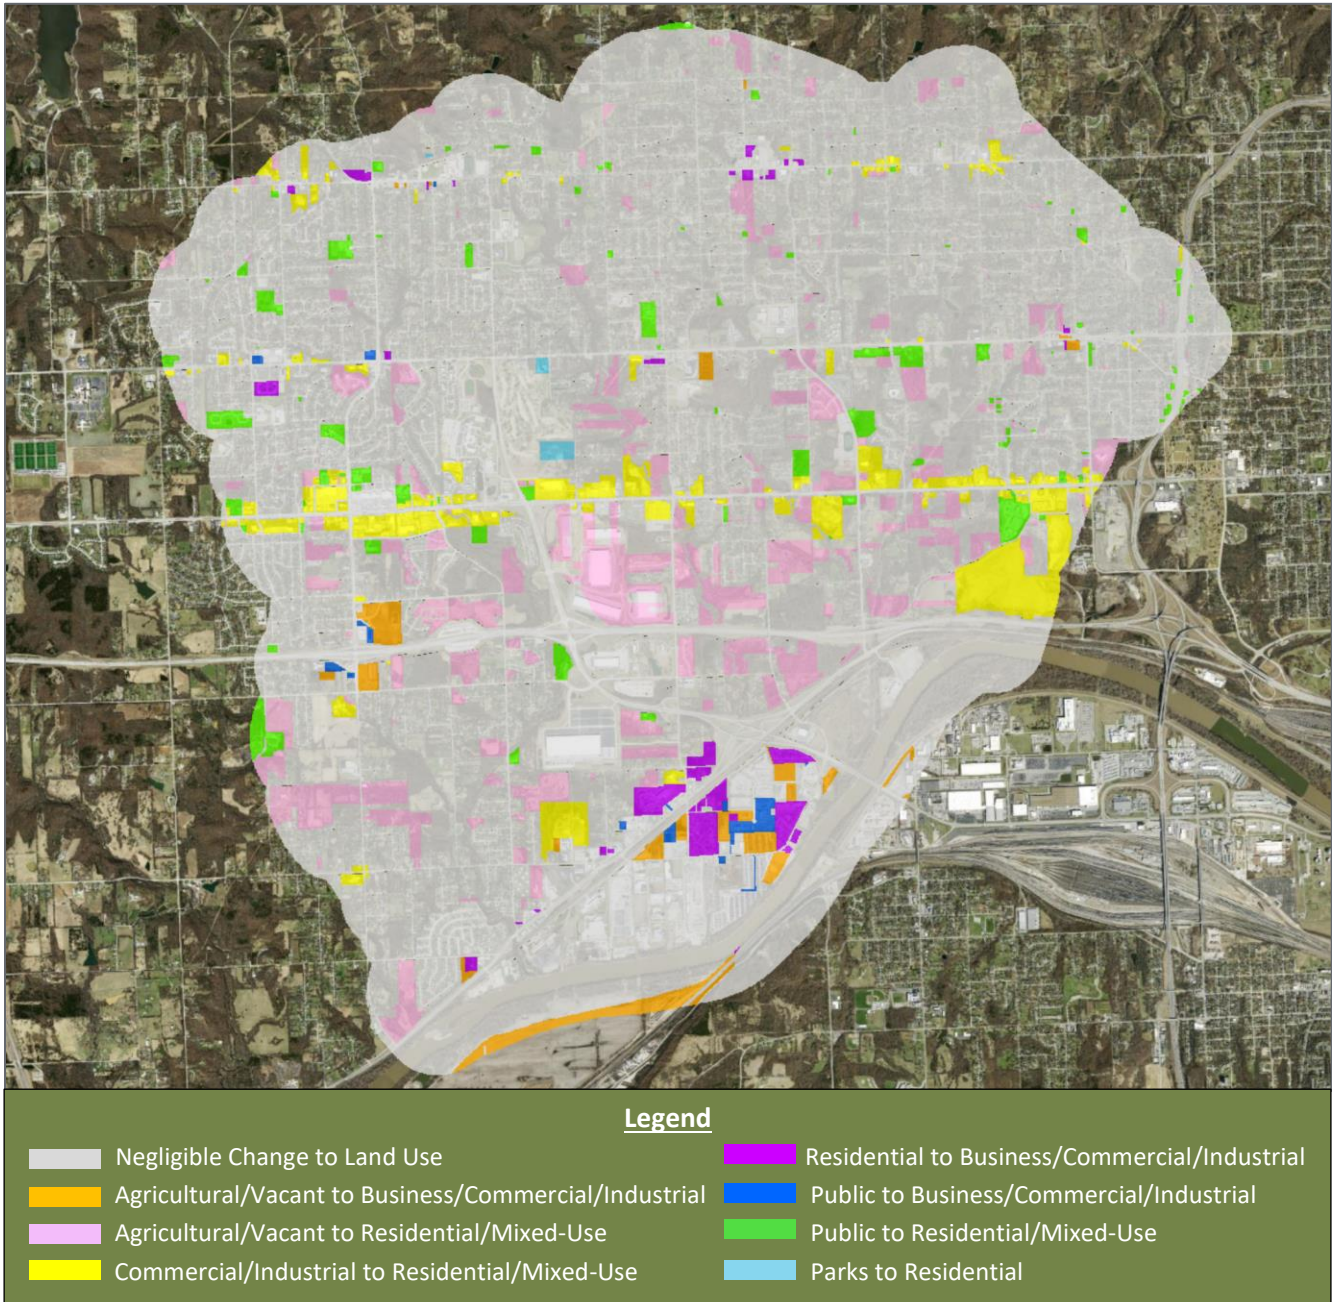 Legend
Negligible Change to Land Use
Agricultural/Vacant to Business/Commercial/Industrial
Agricultural/Vacant to Residential/Mixed-Use
Commercial/Industrial to Residential/Mixed-Use
Residential to Business/Commercial/Industrial
Public to Business/Commercial/Industrial
Public to Residential/Mixed-Use
Parks to Residential